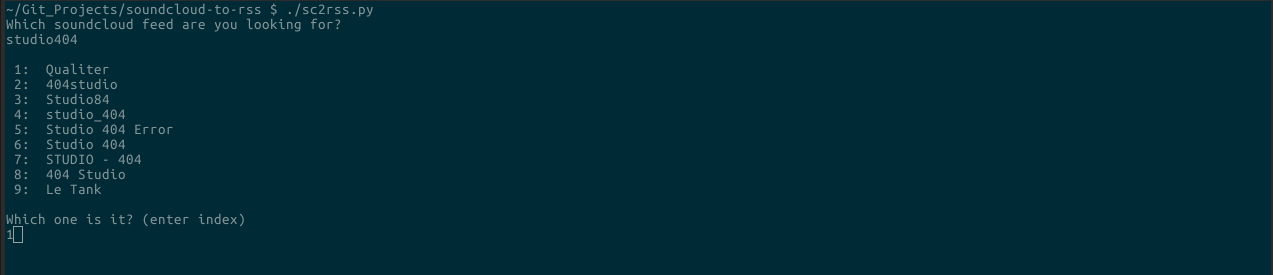 ~/Git_Projects/soundcloud-to-rss $ ./sc2rss.py
Which soundcloud feed are you looking for?
studio404
1:  Qualiter
2:  404studio
3:  Studio84
4:  studio_404
5:  Studio 404 Error
6:  Studio 404
7:  STUDIO - 404
8:  404 Studio
9:  Le Tank
Which one is it? (enter index)
1